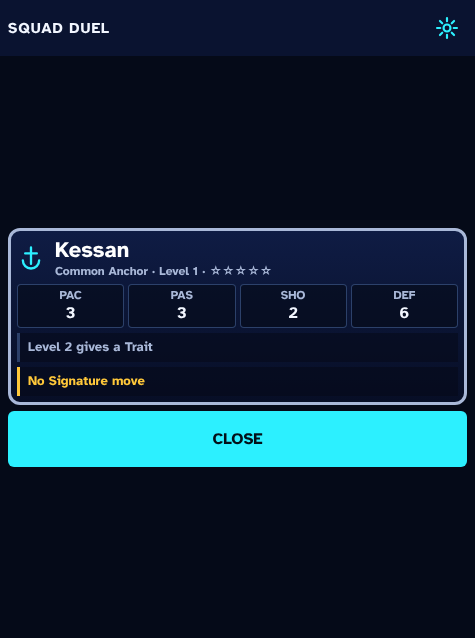 SQUAD DUEL
Kessan
Common Anchor · Level 1 · ☆☆☆☆☆
PAC
3
PAS
3
SHO
2
DEF
6
Level 2 gives a Trait
No Signature move
CLOSE